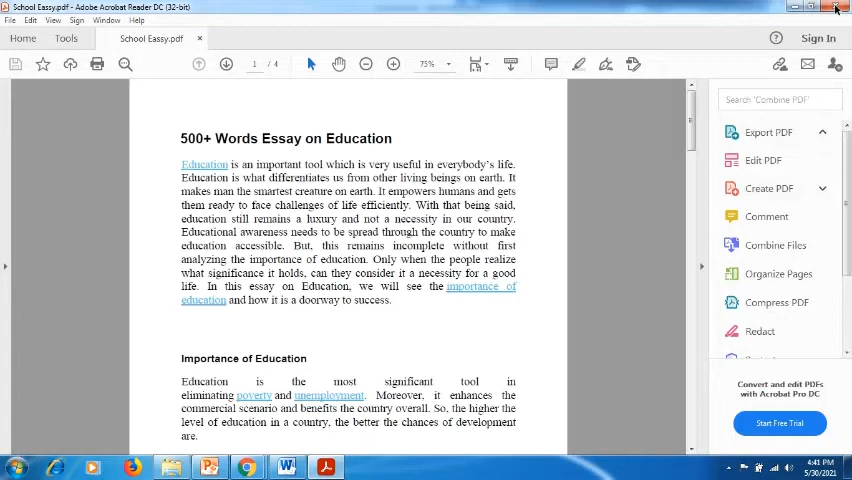 School Eassy.pdf - Adobe Acrobat Reader DC (32-bit)
File Edit View Sign Window Help
Home Tools School Eassy.pdf × Sign In
1 / 4 75%
Search 'Combine PDF'
500+ Words Essay on Education
Education is an important tool which is very useful in everybody's life.
Education is what differentiates us from other living beings on earth. It
makes man the smartest creature on earth. It empowers humans and gets
them ready to face challenges of life efficiently. With that being said,
education still remains a luxury and not a necessity in our country.
Educational awareness needs to be spread through the country to make
education accessible. But, this remains incomplete without first
analyzing the importance of education. Only when the people realize
what significance it holds, can they consider it a necessity for a good
life. In this essay on Education, we will see the importance of
education and how it is a doorway to success.
Importance of Education
Education is the most significant tool in
eliminating poverty and unemployment. Moreover, it enhances the
commercial scenario and benefits the country overall. So, the higher the
level of education in a country, the better the chances of development
are.
Export PDF
Edit PDF
Create PDF
Comment
Combine Files
Organize Pages
Compress PDF
Redact
Convert and edit PDFs
with Acrobat Pro DC
Start Free Trial
4:41 PM
5/30/2021